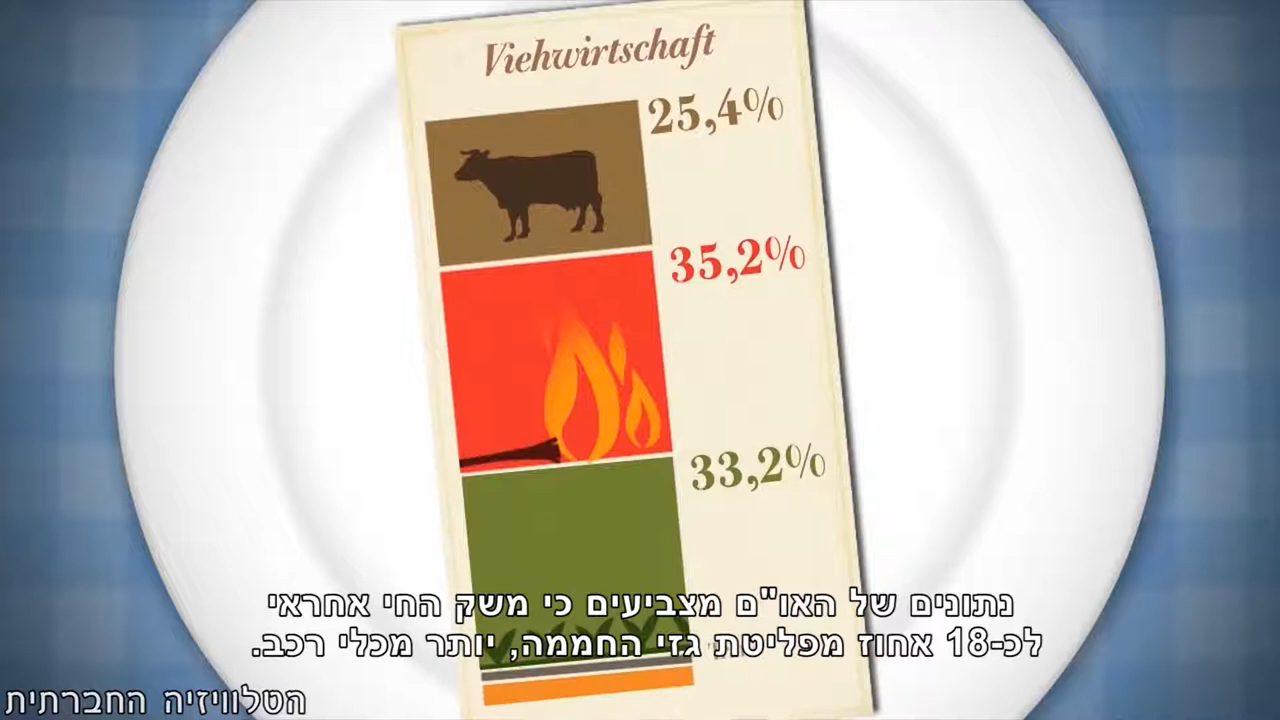 Viehwirtschaft
25,4%
35,2%
33,2%
נתונים של האו"ם מצביעים כי משק החי אחראי
לכ-18 אחוז מפליטת גזי החממה, יותר מכלי רכב.
הטלוויזיה החברתית